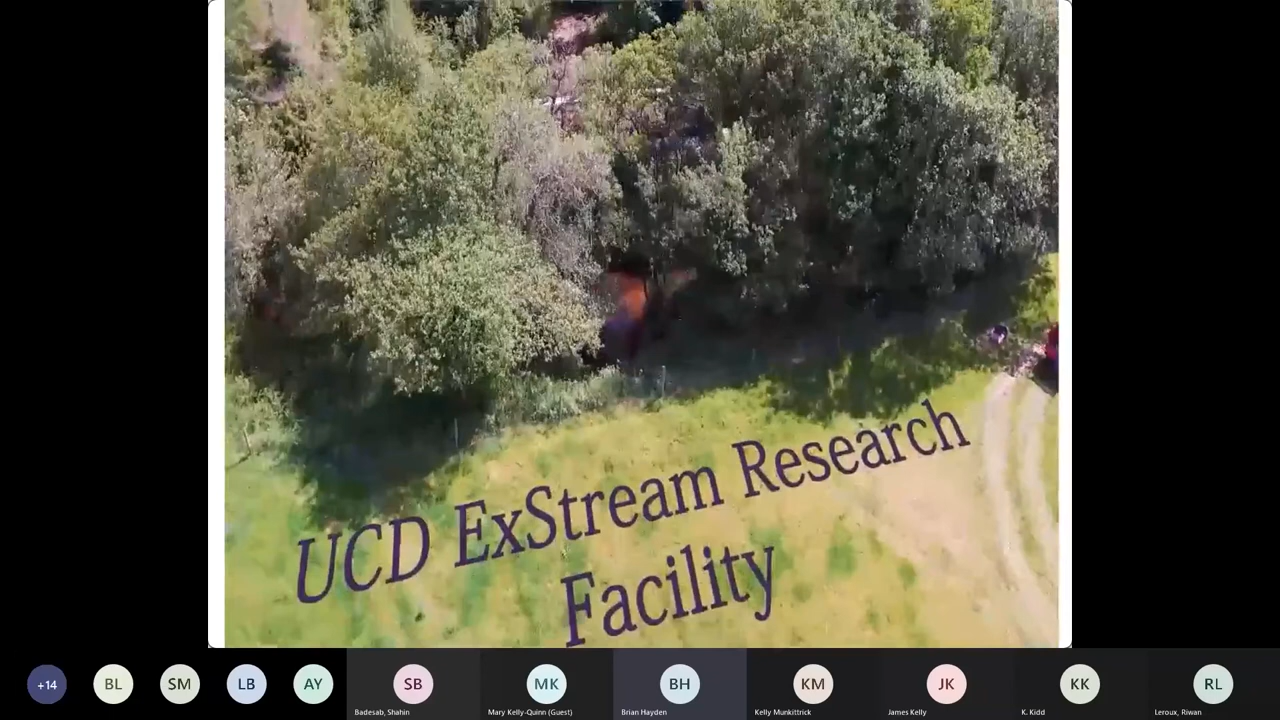 UCD ExStream Research
Facility
+14
BL
SM
LB
AY
SB
MK
BH
KM
JK
KK
RL
Badesab, Shahin
Mary Kelly-Quinn (Guest)
Brian Hayden
Kelly Munkittrick
James Kelly
K. Kidd
Leroux, Riwan